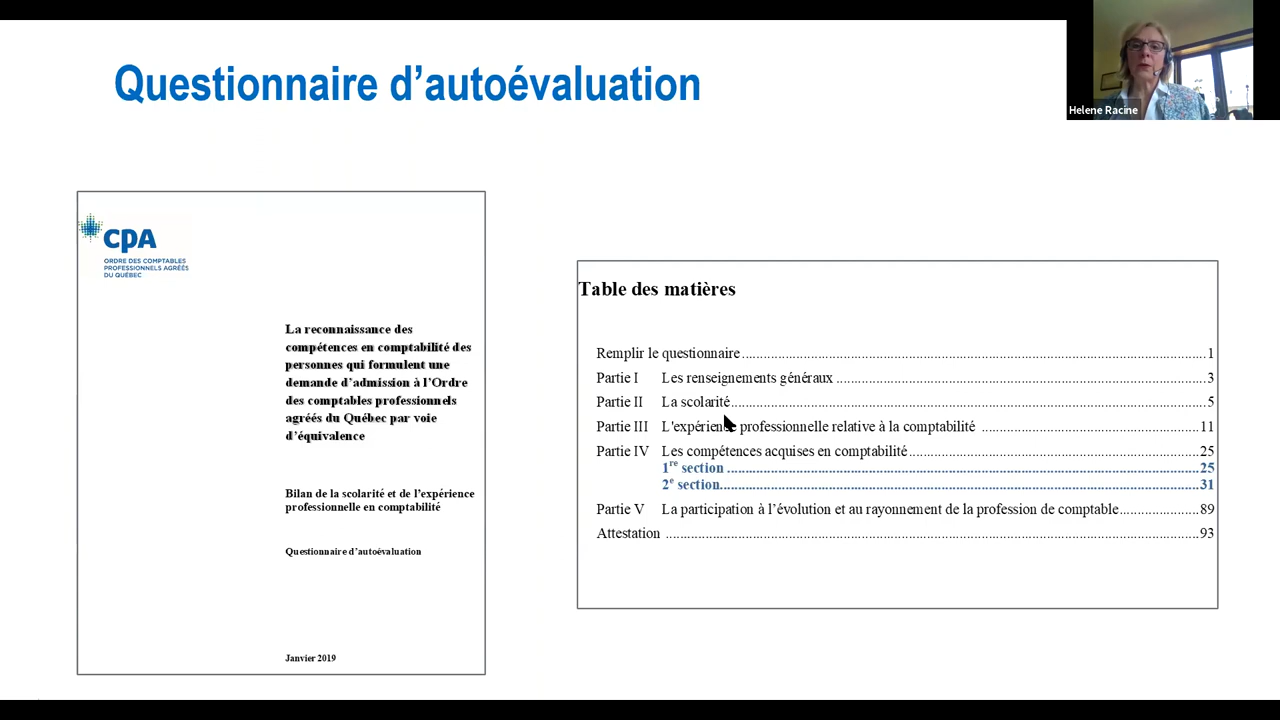 Questionnaire d’autoévaluation
Helene Racine
CPA
ORDRE DES COMPTABLES
PROFESSIONNELS AGRÉÉS
DU QUÉBEC
La reconnaissance des
compétences en comptabilité des
personnes qui formulent une
demande d’admission à l’Ordre
des comptables professionnels
agréés du Québec par voie
d’équivalence
Bilan de la scolarité et de l’expérience
professionnelle en comptabilité
Questionnaire d’autoévaluation
Janvier 2019
Table des matières
Remplir le questionnaire 1
Partie I Les renseignements généraux 3
Partie II La scolarité 5
Partie III L'expérience professionnelle relative à la comptabilité 11
Partie IV Les compétences acquises en comptabilité 25
1re section 25
2e section 31
Partie V La participation à l’évolution et au rayonnement de la profession de comptable 89
Attestation 93